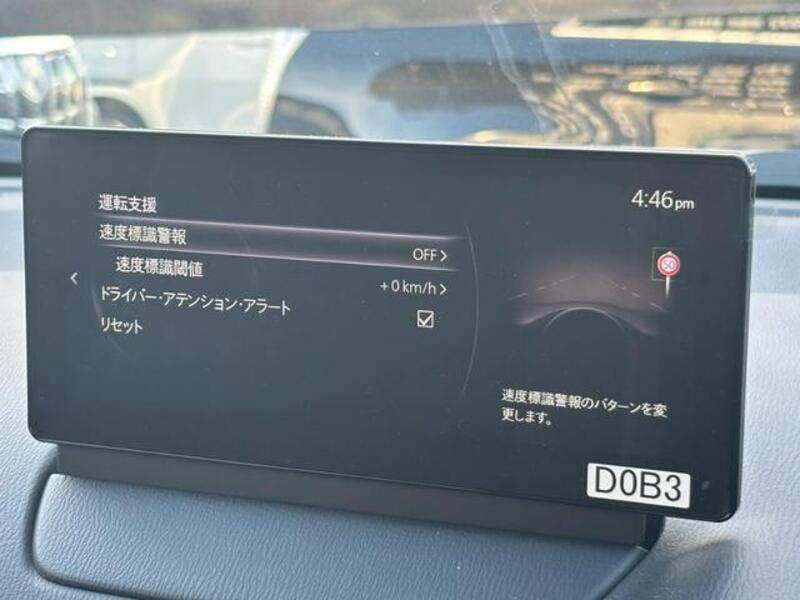 4:46 pm
運転支援
速度標識警報 OFF
速度標識閾値 +0 km/h
ドライバー・アテンション・アラート
リセット
50
速度標識警報のパターンを変
更します。
D0B3